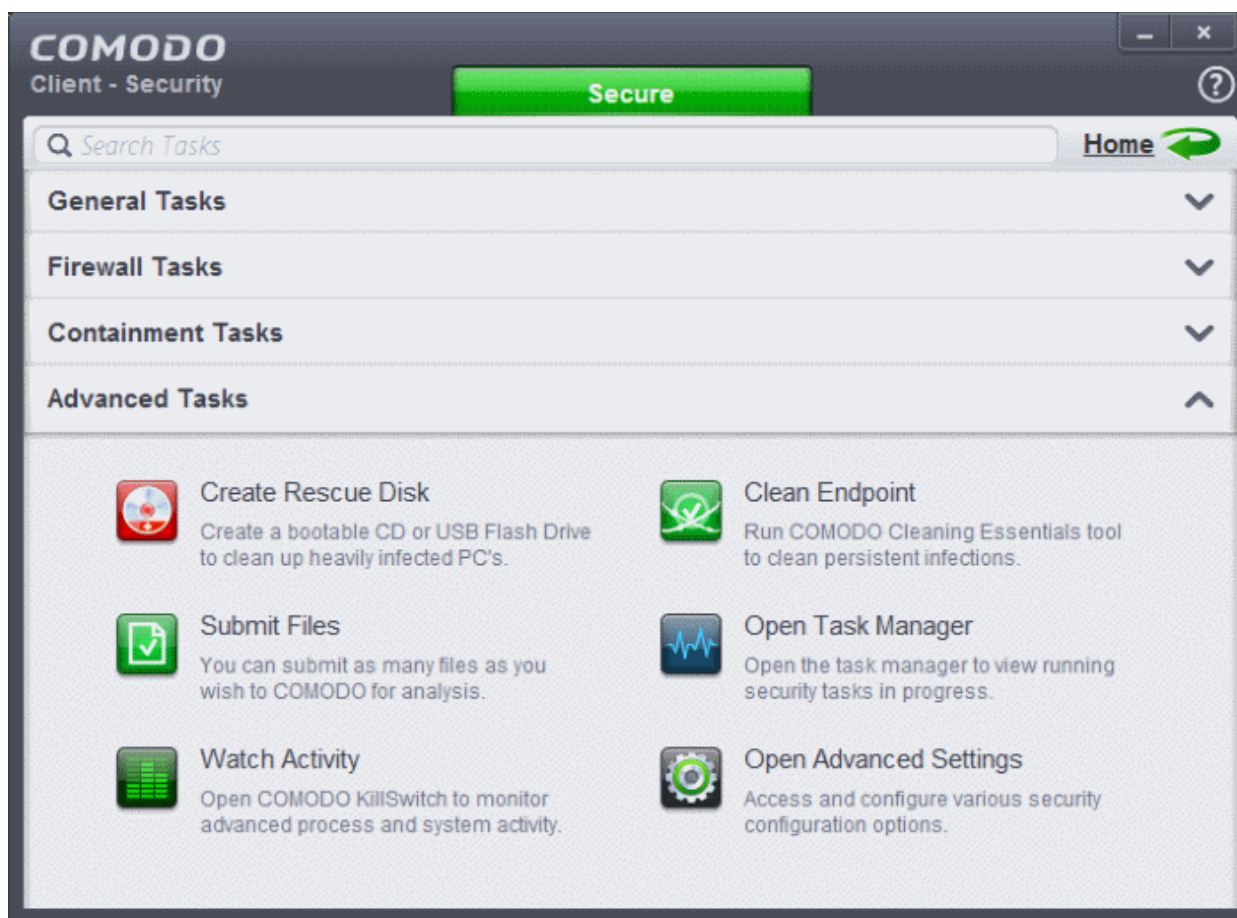 COMODO
Client - Security
Secure
Search Tasks
Home
General Tasks
Firewall Tasks
Containment Tasks
Advanced Tasks
Create Rescue Disk
Create a bootable CD or USB Flash Drive
to clean up heavily infected PC's.
Clean Endpoint
Run COMODO Cleaning Essentials tool
to clean persistent infections.
Submit Files
You can submit as many files as you
wish to COMODO for analysis.
Open Task Manager
Open the task manager to view running
security tasks in progress.
Watch Activity
Open COMODO KillSwitch to monitor
advanced process and system activity.
Open Advanced Settings
Access and configure various security
configuration options.